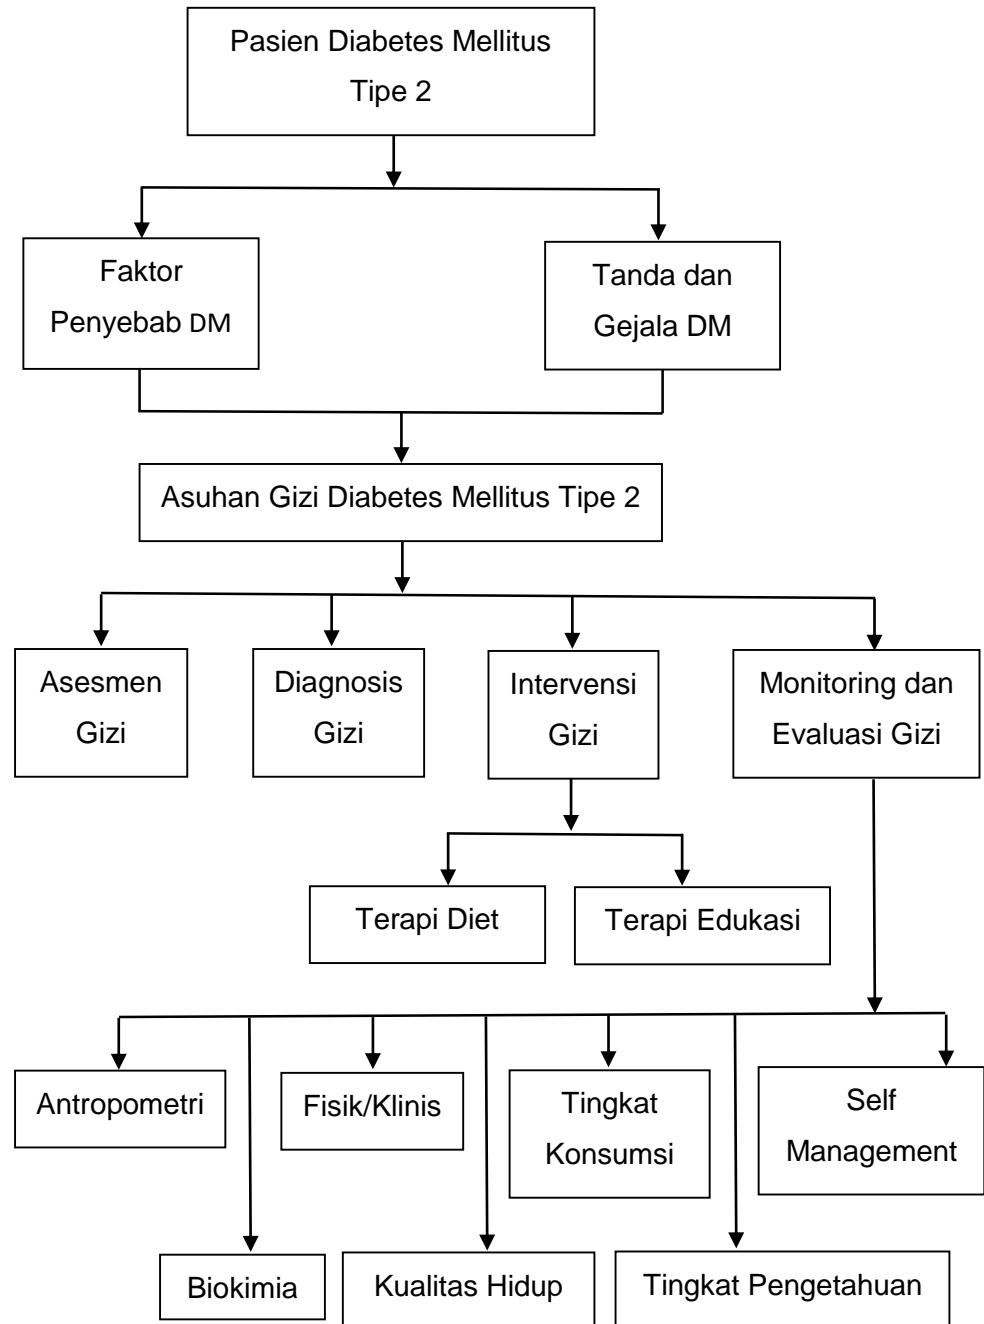 Pasien Diabetes Mellitus
Tipe 2
Faktor
Penyebab DM
Tanda dan
Gejala DM
Asuhan Gizi Diabetes Mellitus Tipe 2
Asesmen
Gizi
Diagnosis
Gizi
Intervensi
Gizi
Monitoring dan
Evaluasi Gizi
Terapi Diet
Terapi Edukasi
Antropometri
Fisik/Klinis
Tingkat
Konsumsi
Self
Management
Biokimia
Kualitas Hidup
Tingkat Pengetahuan